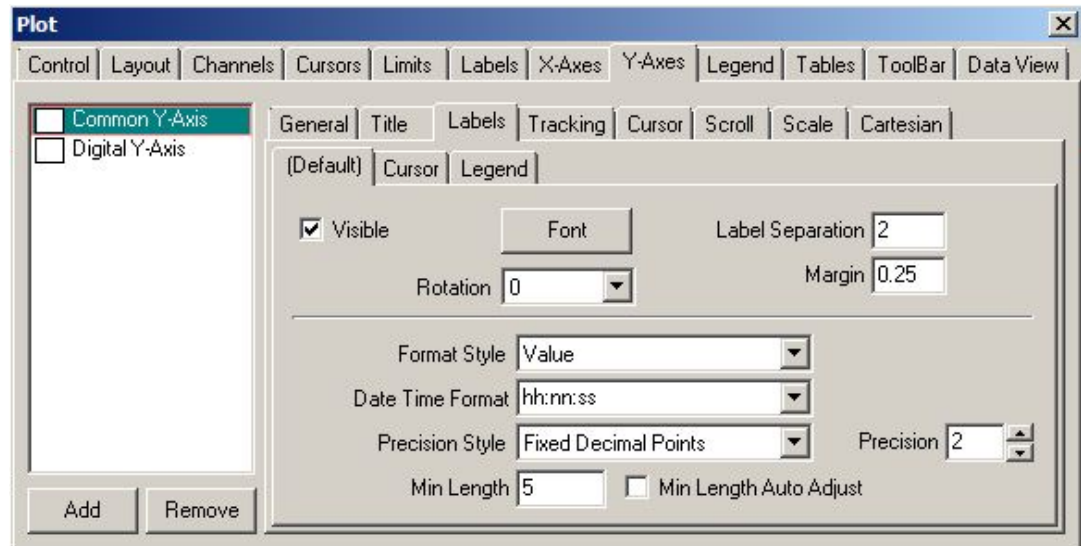 Plot
Control Layout Channels Cursors Limits Labels X-Axes Y-Axes Legend Tables ToolBar Data View
Common Y-Axis
Digital Y-Axis
General Title Labels Tracking Cursor Scroll Scale Cartesian
(Default) Cursor Legend
Visible Font Label Separation 2
Rotation 0 Margin 0.25
Format Style Value
Date Time Format hh:nn:ss
Precision Style Fixed Decimal Points Precision 2
Min Length 5 Min Length Auto Adjust
Add Remove